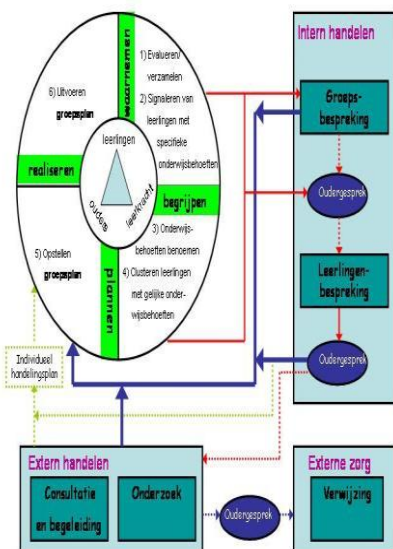 waarnemen
1) Evalueren/
verzamelen
2) Signaleren van
leerlingen met
specifieke
onderwijsbehoeften
begrijpen
3) Onderwijs-
behoeften benoemen
4) Clusteren leerlingen
met gelijke onder-
wijsbehoeften
plannen
5) Opstellen
groepsplan
realiseren
6) Uitvoeren
groepsplan
leerlingen
ouders
leerkracht
Individueel
handelingsplan
Intern handelen
Groeps-
bespreking
Oudergesprek
Leerlingen-
bespreking
Oudergesprek
Extern handelen
Consultatie
en begeleiding
Onderzoek
Oudergesprek
Externe zorg
Verwijzing